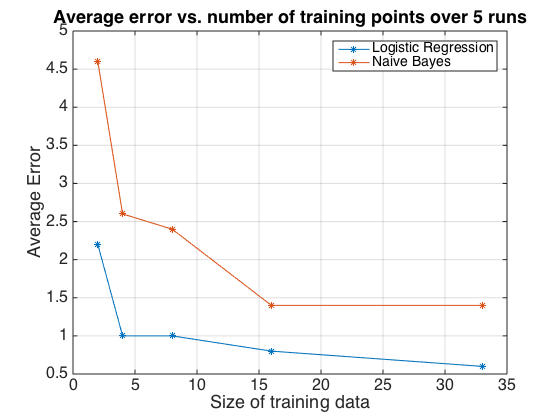 Average error vs. number of training points over 5 runs
5
4.5
4
3.5
3
2.5
2
1.5
1
0.5
Average Error
Logistic Regression
Naive Bayes
0 5 10 15 20 25 30 35
Size of training data